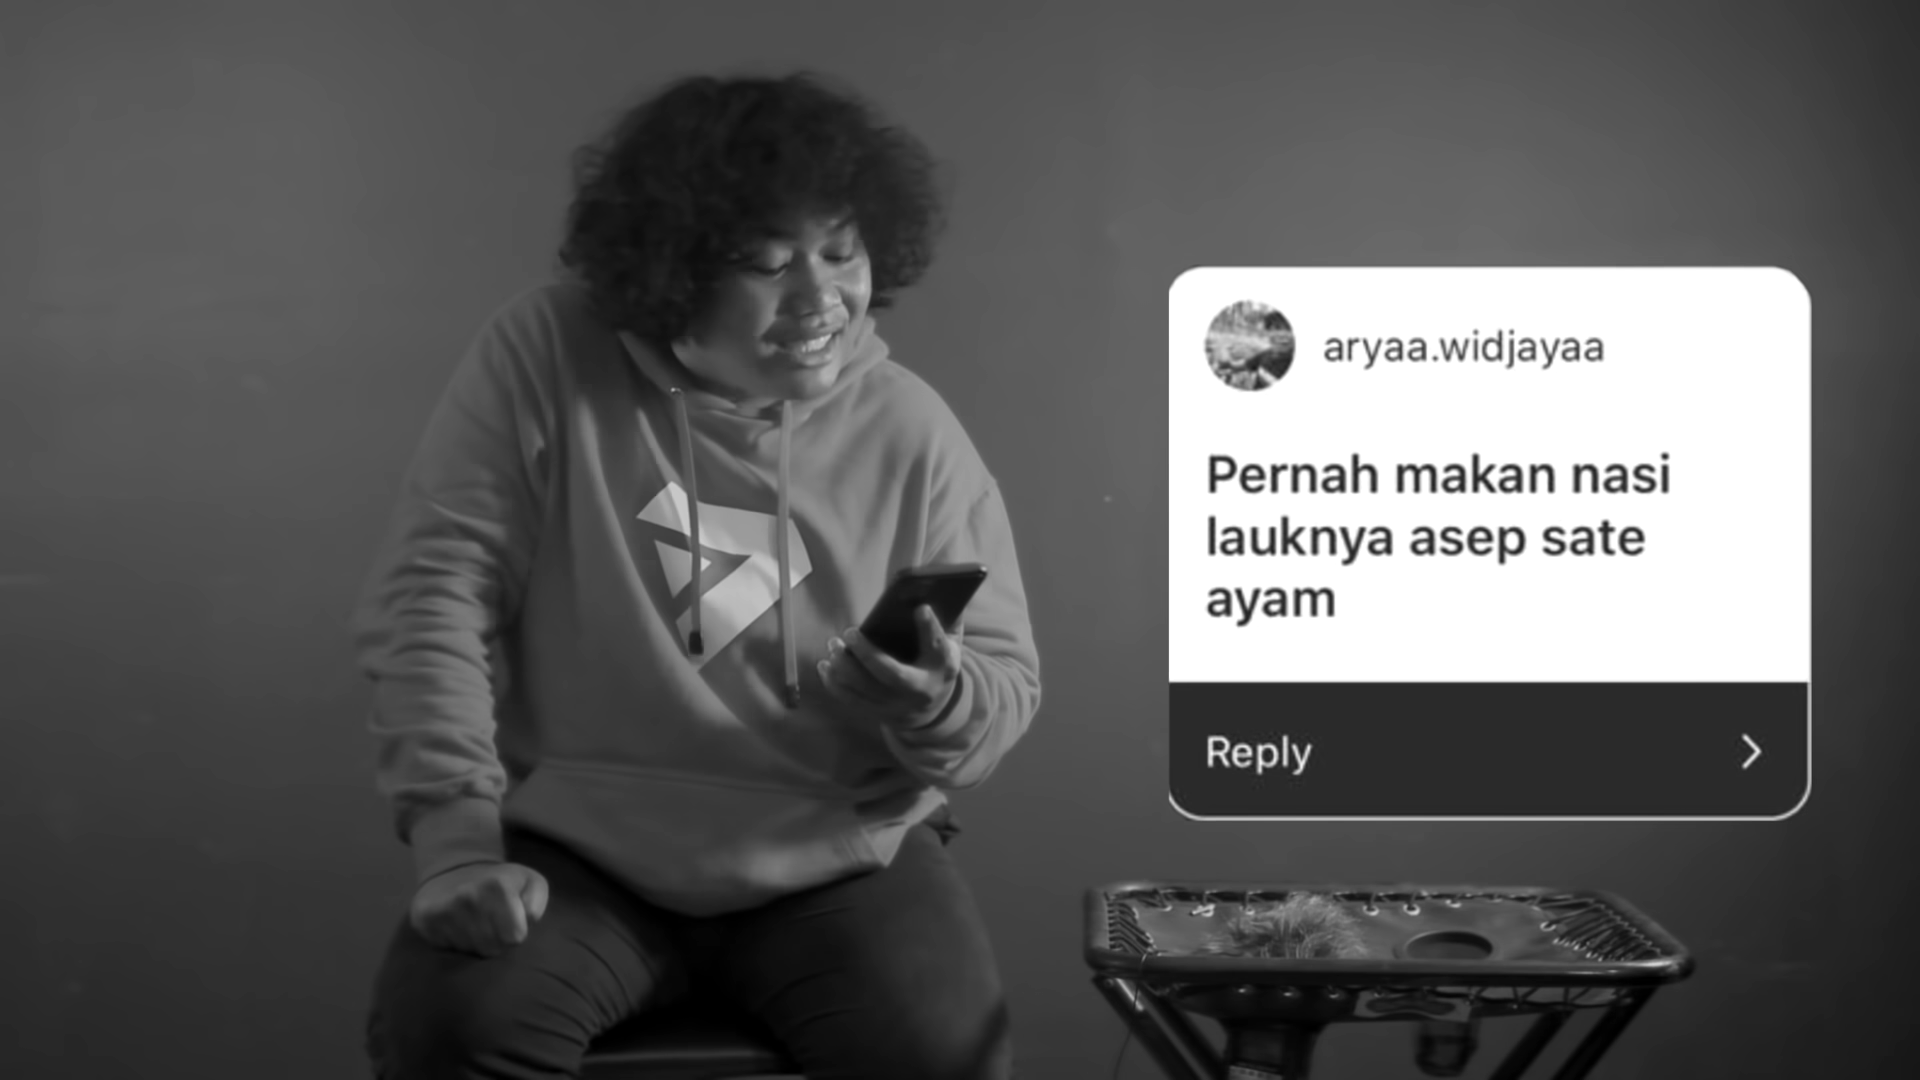 aryaa.widjayaa
Pernah makan nasi
lauknya asep sate
ayam
Reply